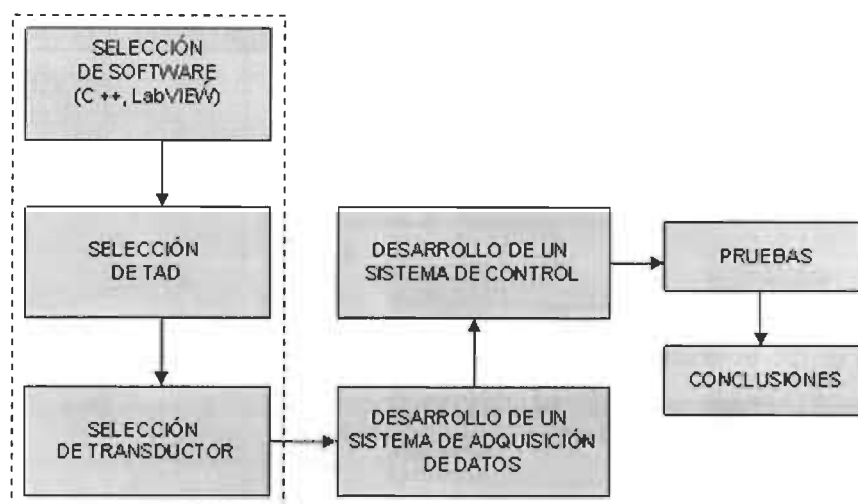 SELECCIÓN
DE SOFTWARE
(C ++, LabVIEW)
SELECCIÓN
DE TAD
SELECCIÓN
DE TRANSDUCTOR
DESARROLLO DE UN
SISTEMA DE ADQUISICIÓN
DE DATOS
DESARROLLO DE UN
SISTEMA DE CONTROL
PRUEBAS
CONCLUSIONES